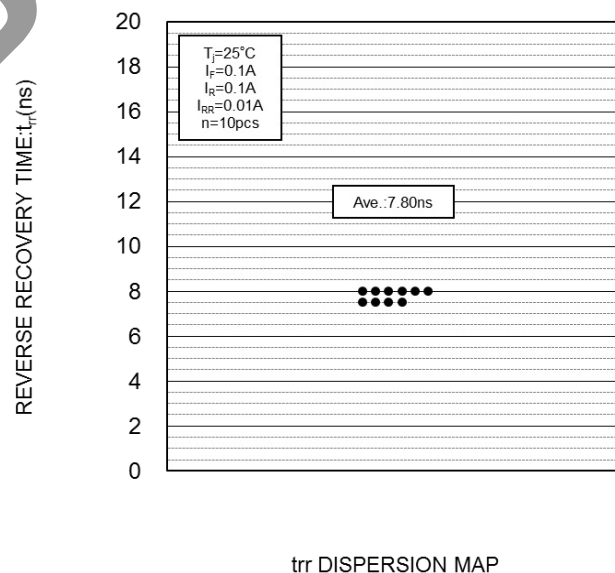 REVERSE RECOVERY TIME:trr(ns)
20
18
16
14
12
10
8
6
4
2
0
Tj=25°C
IF=0.1A
IR=0.1A
IRR=0.01A
n=10pcs
Ave.:7.80ns
trr DISPERSION MAP